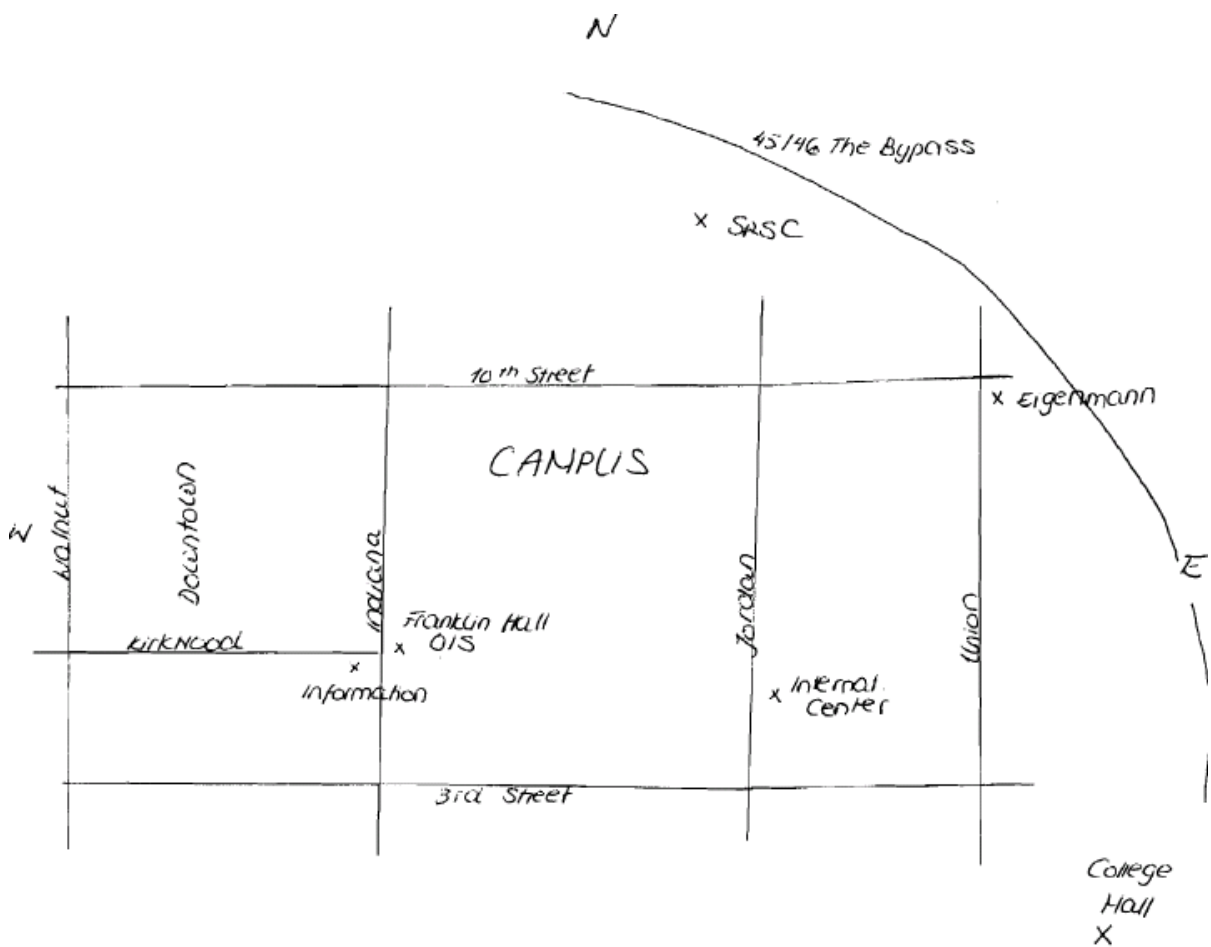 N
45/46 The Bypass
x SRSC
10th Street
x Eigenmann
CAMPUS
W
Walnut
Downtown
Indiana
Jordan
Union
E
Kirkwood
x Franklin Hall
OIS
x
Information
x Internat.
Center
3rd Street
College
Hall
X